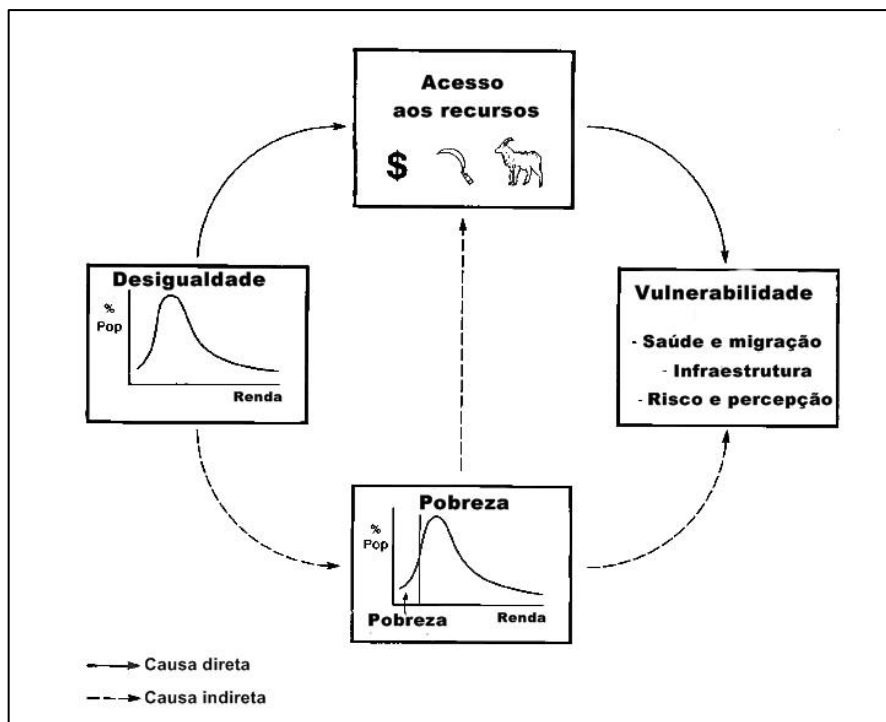 Acesso
aos recursos
$
Desigualdade
%
Pop
Renda
Vulnerabilidade
- Saúde e migração
- Infraestrutura
- Risco e percepção
Pobreza
%
Pop
Pobreza
Renda
Causa direta
Causa indireta